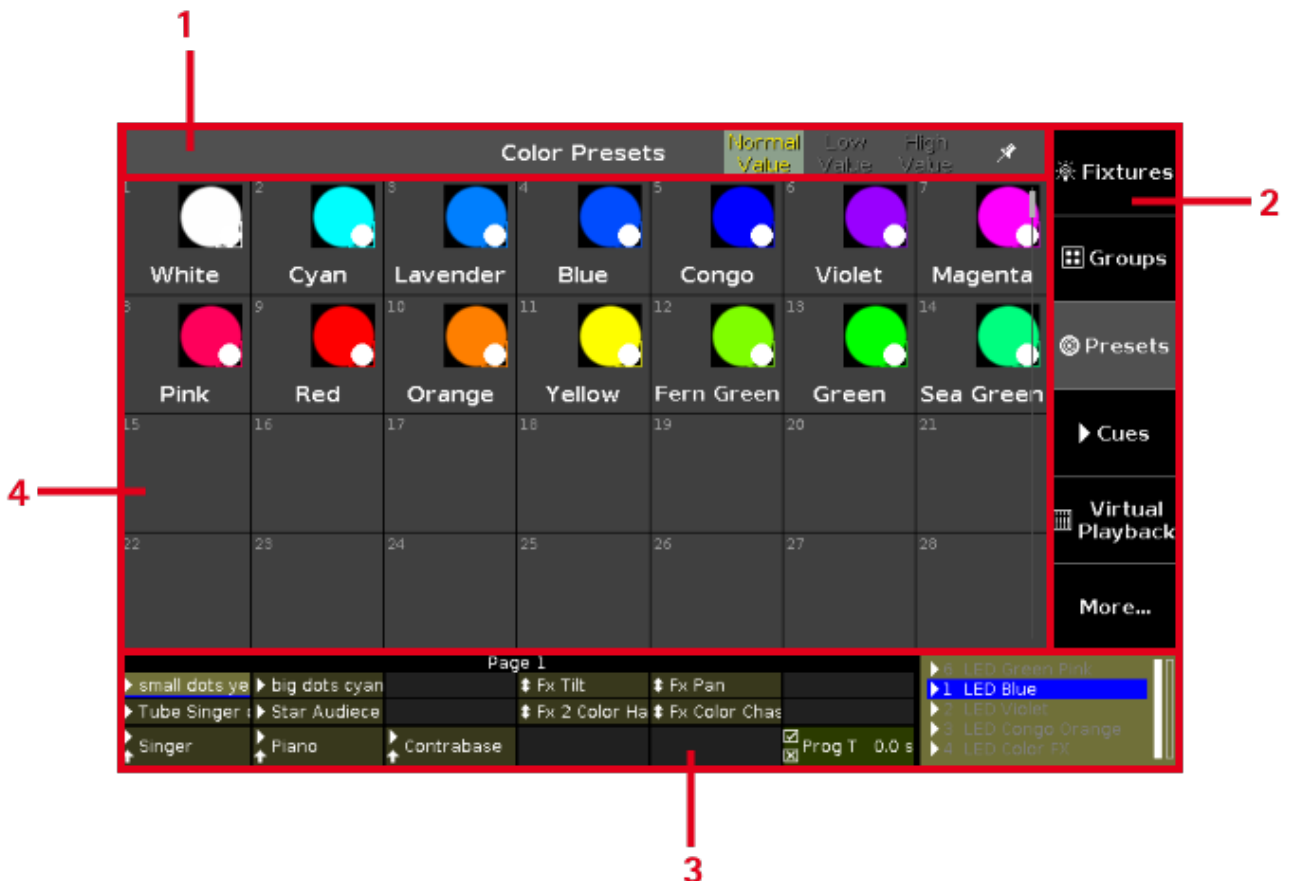 1
Color Presets
Normal Value
Low Value
High Value
Fixtures
2
Groups
Presets
Cues
Virtual Playback
More...
1 2 3 4 5 6 7
White Cyan Lavender Blue Congo Violet Magenta
8 9 10 11 12 13 14
Pink Red Orange Yellow Fern Green Green Sea Green
15 16 17 18 19 20 21
4
22 23 24 25 26 27 28
Page 1
small dots ye big dots cyan Fx Tilt Fx Pan
Tube Singer Star Audiece Fx 2 Color Ha Fx Color Chas
Singer Piano Contrabase Prog T 0.0 s
6 LED Green Pink
1 LED Blue
2 LED Violet
3 LED Congo Orange
4 LED Color FX
3